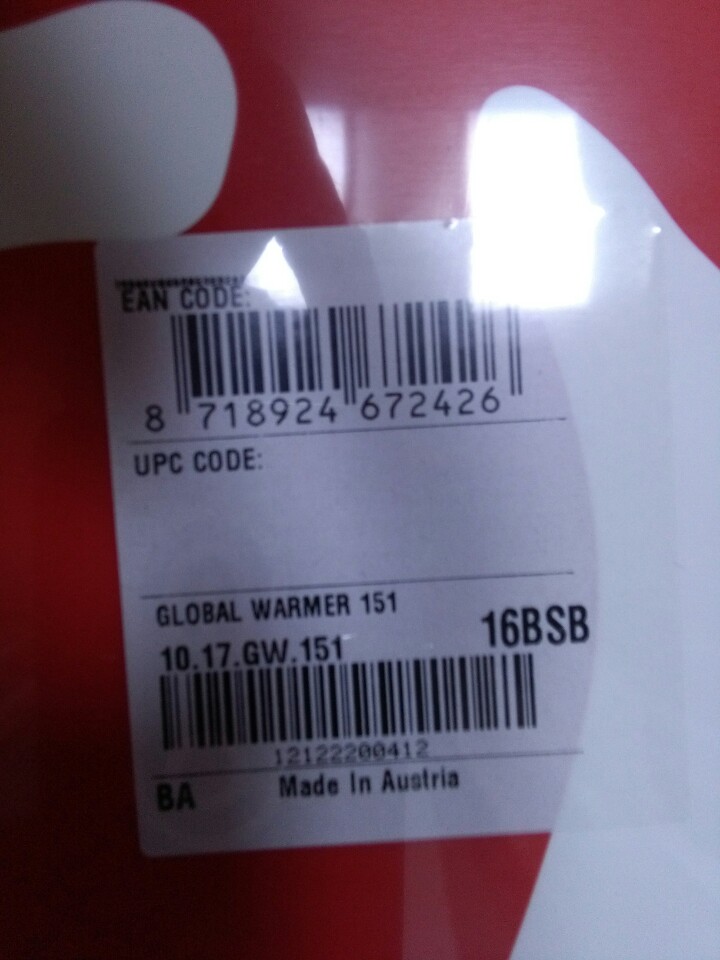 EAN CODE:
8 718924 672426
UPC CODE:
GLOBAL WARMER 151
16BSB
10.17.GW.151
12122200412
BA Made In Austria